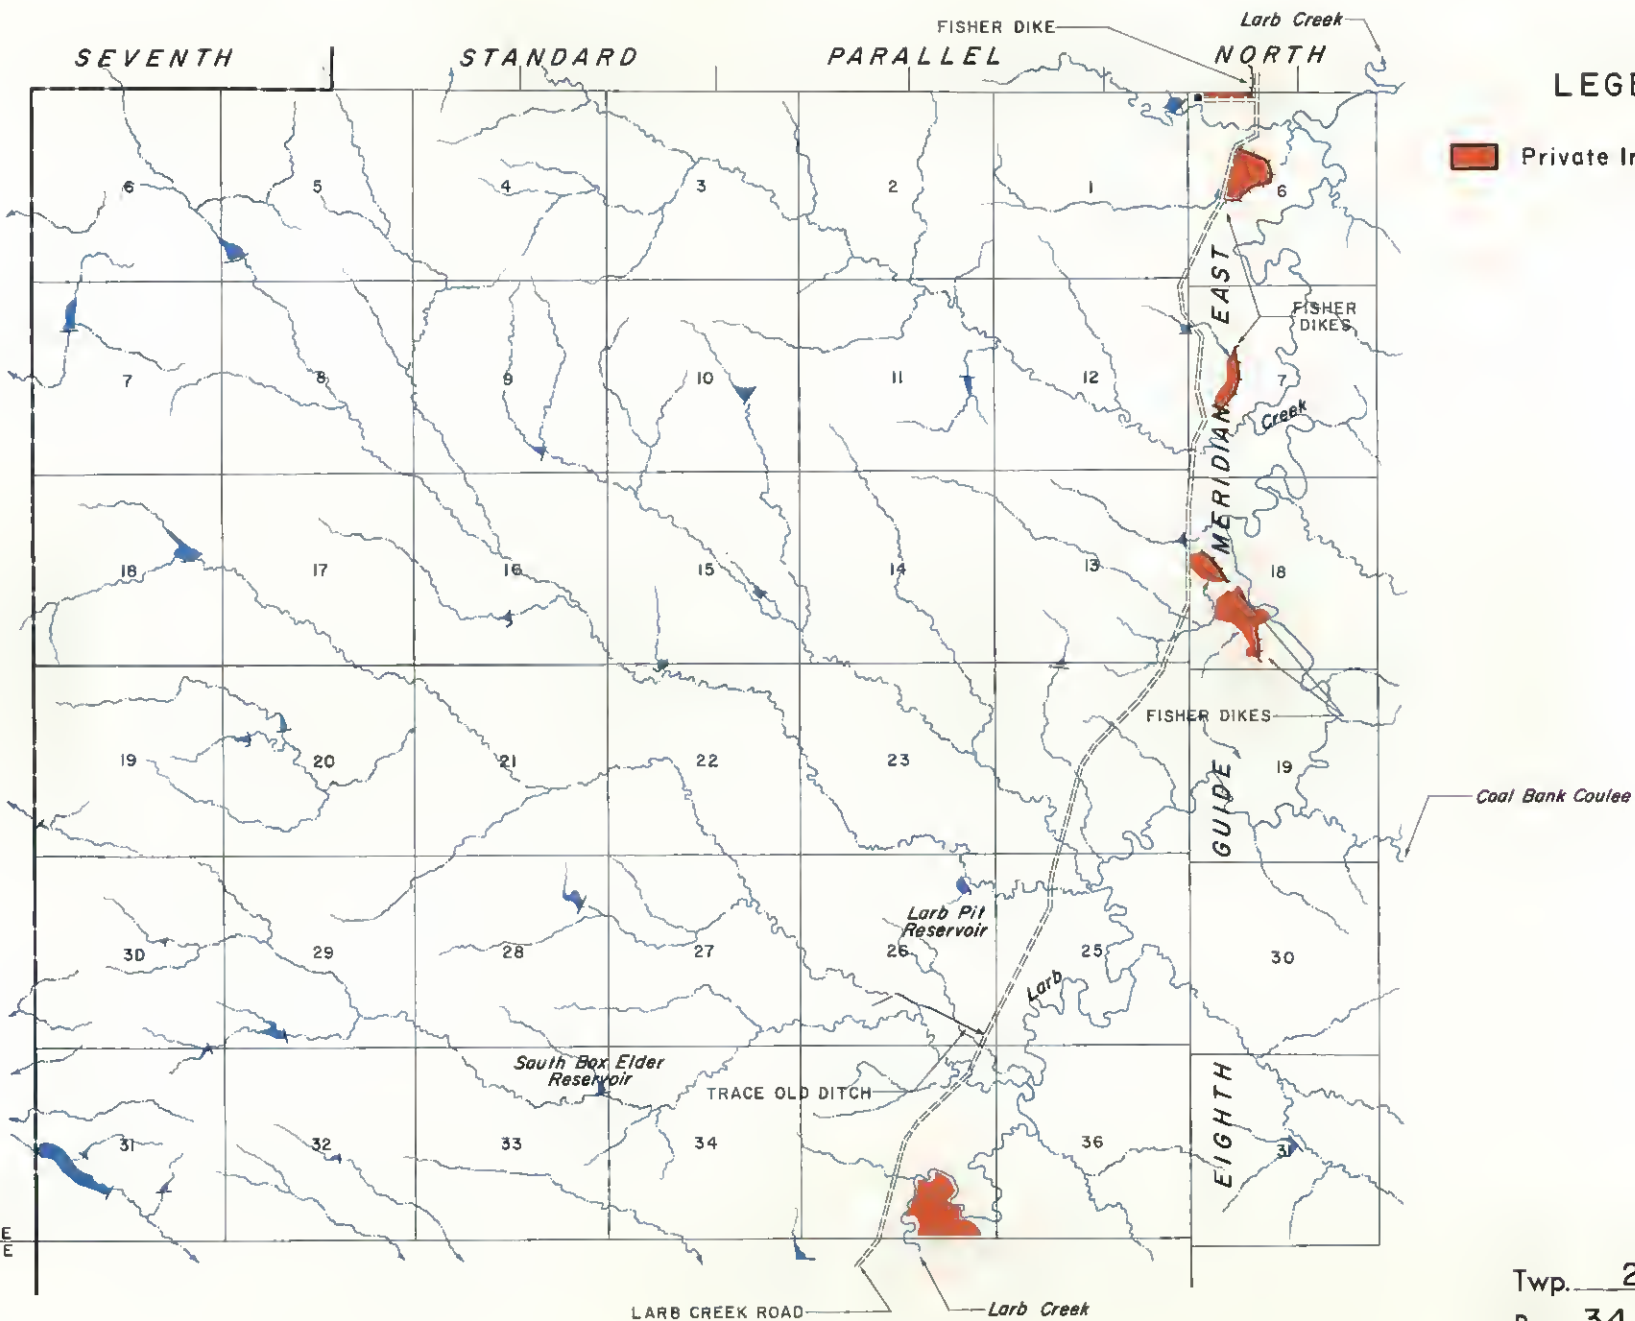 FISHER DIKE
Larb Creek
SEVENTH STANDARD PARALLEL NORTH
Private
6 5 4 3 2 1 6
EAST
FISHER
DIKES
7 8 9 10 11 12 7
Creek
MERIDIAN
18 17 16 15 14 13 18
FISHER DIKES
19 20 21 22 23 19
GUIDE
Coal Bank Coulee
Larb Pit
Reservoir
30 29 28 27 26 25 30
Larb
South Box Elder
Reservoir
TRACE OLD DITCH
EIGHTH
31 32 33 34 36 31
E
E
LARB CREEK ROAD
Larb Creek
Twp. 2
34